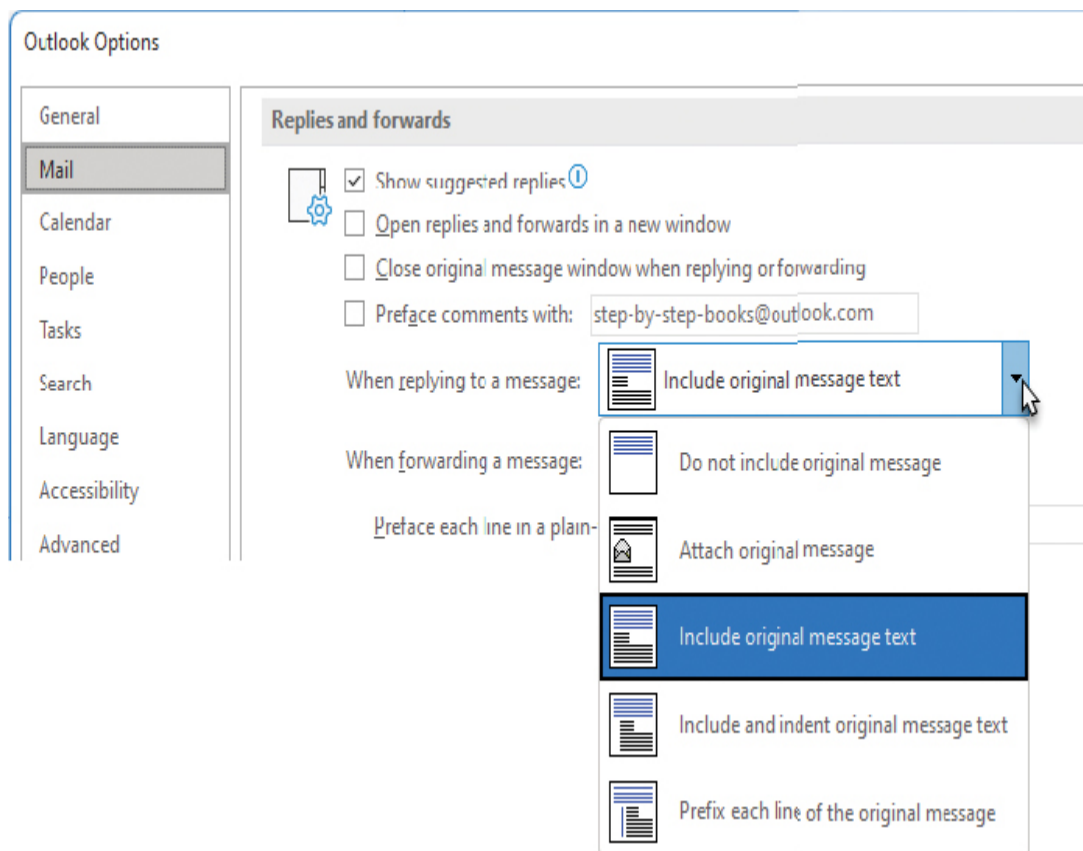 Outlook Options
General
Mail
Calendar
People
Tasks
Search
Language
Accessibility
Advanced
Replies and forwards
Show suggested replies
Open replies and forwards in a new window
Close original message window when replying or forwarding
Preface comments with: step-by-step-books@outlook.com
When replying to a message: Include original message text
When forwarding a message:
Preface each line in a plain-
Do not include original message
Attach original message
Include original message text
Include and indent original message text
Prefix each line of the original message